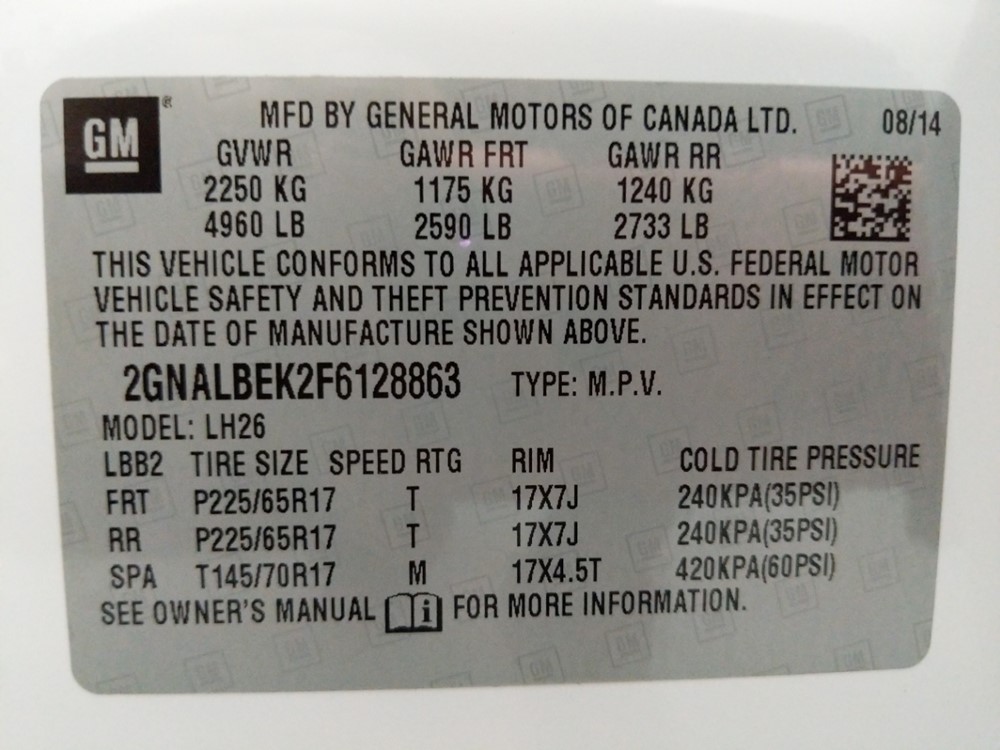 GM ®
MFD BY GENERAL MOTORS OF CANADA LTD. 08/14
GVWR GAWR FRT GAWR RR
2250 KG 1175 KG 1240 KG
4960 LB 2590 LB 2733 LB
THIS VEHICLE CONFORMS TO ALL APPLICABLE U.S. FEDERAL MOTOR
VEHICLE SAFETY AND THEFT PREVENTION STANDARDS IN EFFECT ON
THE DATE OF MANUFACTURE SHOWN ABOVE.
2GNALBEK2F6128863 TYPE: M.P.V.
MODEL: LH26
LBB2 TIRE SIZE SPEED RTG RIM COLD TIRE PRESSURE
FRT P225/65R17 T 17X7J 240KPA(35PSI)
RR P225/65R17 T 17X7J 240KPA(35PSI)
SPA T145/70R17 M 17X4.5T 420KPA(60PSI)
SEE OWNER'S MANUAL i FOR MORE INFORMATION.